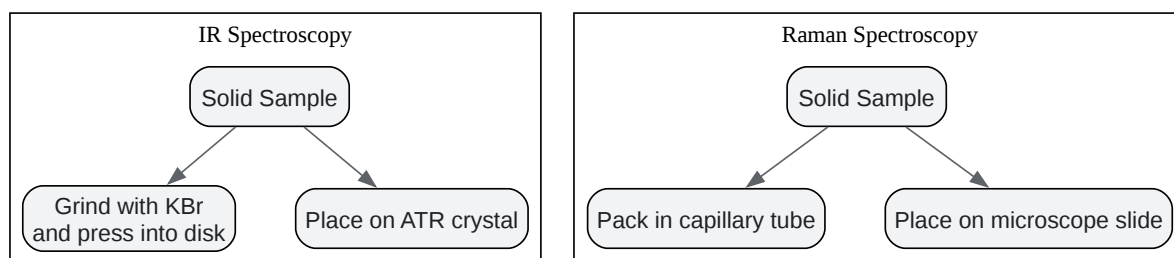 IR Spectroscopy
Solid Sample
Grind with KBr
and press into disk
Place on ATR crystal
Raman Spectroscopy
Solid Sample
Pack in capillary tube
Place on microscope slide